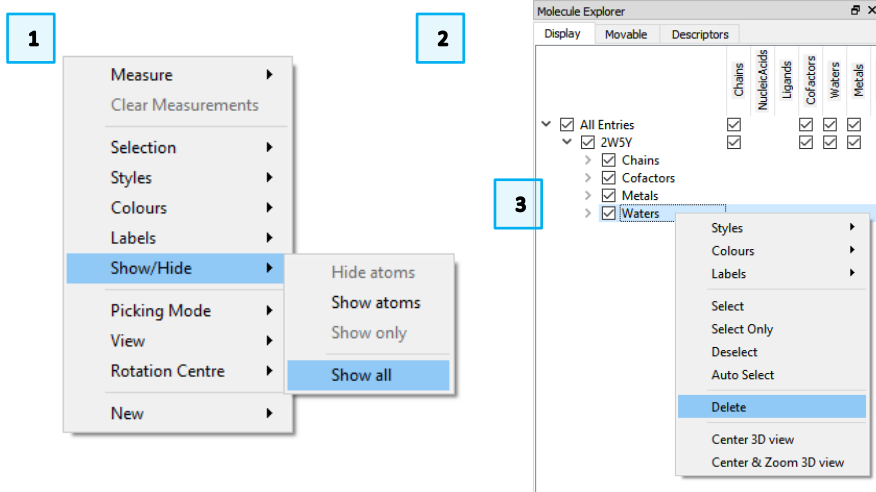 1
Measure
Clear Measurements
Selection
Styles
Colours
Labels
Show/Hide
Picking Mode
View
Rotation Centre
New
Hide atoms
Show atoms
Show only
Show all
2
Molecule Explorer
Display Movable Descriptors
Chains
NucleicAcids
Ligands
Cofactors
Waters
Metals
All Entries
2W5Y
Chains
Cofactors
Metals
Waters
3
Styles
Colours
Labels
Select
Select Only
Deselect
Auto Select
Delete
Center 3D view
Center & Zoom 3D view